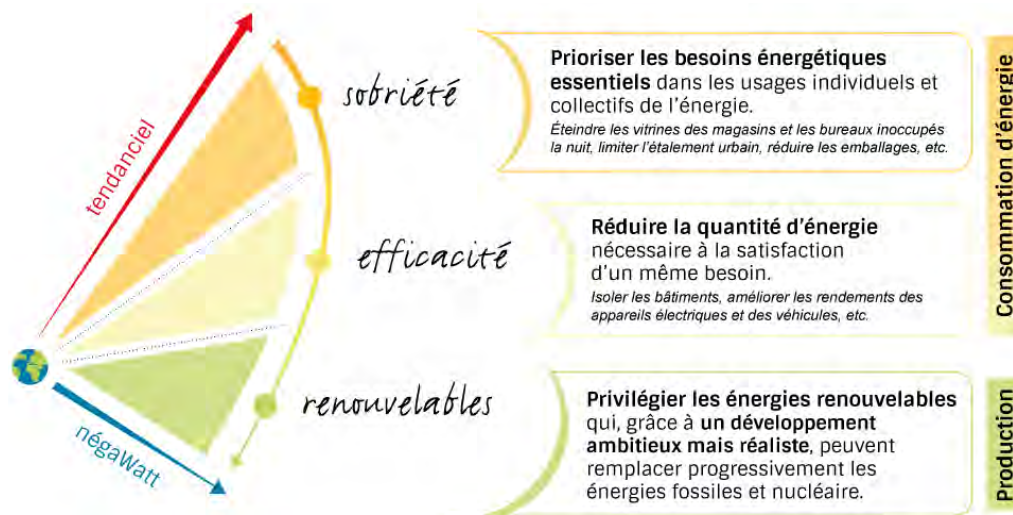 tendanciel
négaWatt
sobriété
Prioriser les besoins énergétiques
essentiels dans les usages individuels et
collectifs de l'énergie.
Éteindre les vitrines des magasins et les bureaux inoccupés
la nuit, limiter l'étalement urbain, réduire les emballages, etc.
efficacité
Réduire la quantité d'énergie
nécessaire à la satisfaction
d'un même besoin.
Isoler les bâtiments, améliorer les rendements des
appareils électriques et des véhicules, etc.
Consommation d'énergie
renouvelables
Privilégier les énergies renouvelables
qui, grâce à un développement
ambitieux mais réaliste, peuvent
remplacer progressivement les
énergies fossiles et nucléaire.
Production